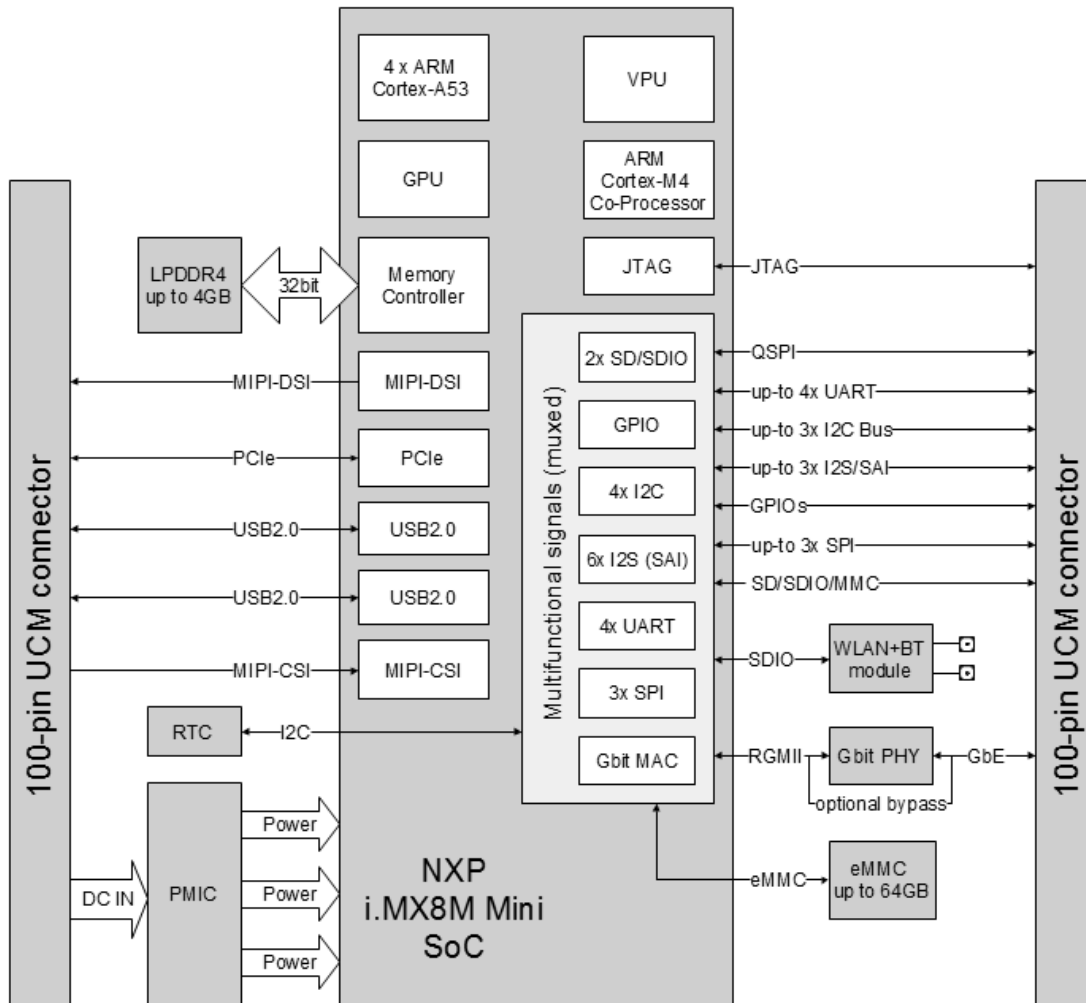 4 x ARM
Cortex-A53
VPU
GPU
ARM
Cortex-M4
Co-Processor
LPDDR4
up to 4GB
32bit
Memory
Controller
JTAG
JTAG
Multifunctional signals (muxed)
2x SD/SDIO
QSPI
MIPI-DSI
MIPI-DSI
up-to 4x UART
GPIO
up-to 3x I2C Bus
PCIe
PCIe
up-to 3x I2S/SAI
4x I2C
GPIOs
USB2.0
USB2.0
6x I2S (SAI)
up-to 3x SPI
SD/SDIO/MMC
USB2.0
USB2.0
4x UART
SDIO
WLAN+BT
module
MIPI-CSI
MIPI-CSI
3x SPI
RTC
I2C
Gbit MAC
RGMII
Gbit PHY
GbE
optional bypass
100-pin UCM connector
100-pin UCM connector
Power
DC IN
PMIC
Power
Power
NXP
i.MX8M Mini
SoC
eMMC
eMMC
up to 64GB